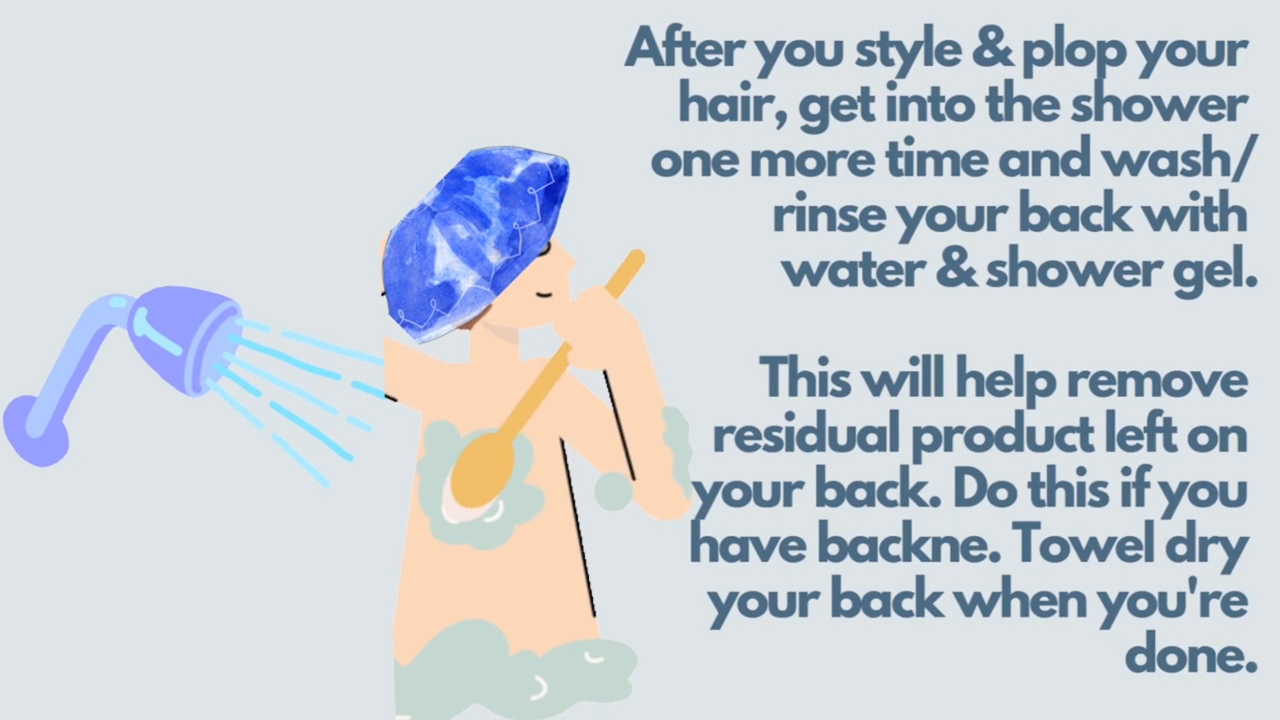 After you style & plop your
hair, get into the shower
one more time and wash/
rinse your back with
water & shower gel.
This will help remove
residual product left on
your back. Do this if you
have backne. Towel dry
your back when you're
done.